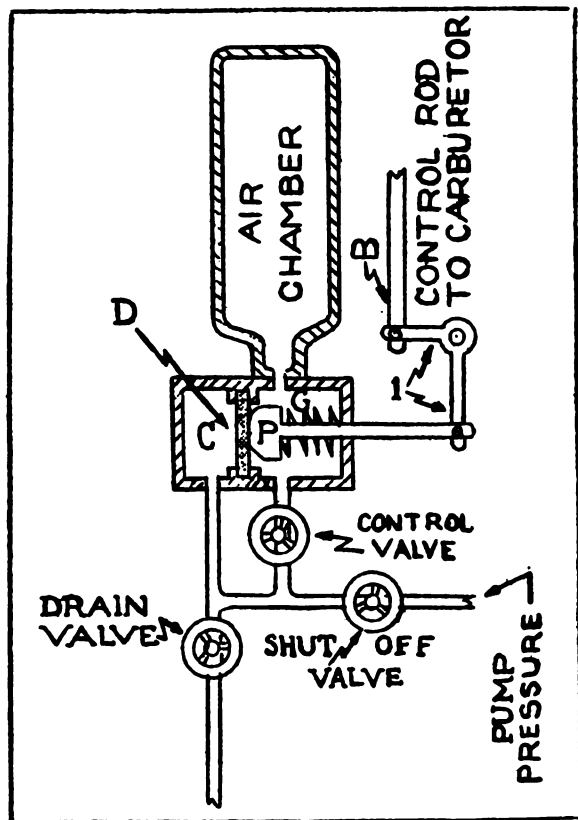 AIR
CHAMBER
CONTROL ROD
TO CARBURETOR
B
D
1
C
P
G
CONTROL
VALVE
DRAIN
VALVE
SHUT OFF
VALVE
PUMP
PRESSURE